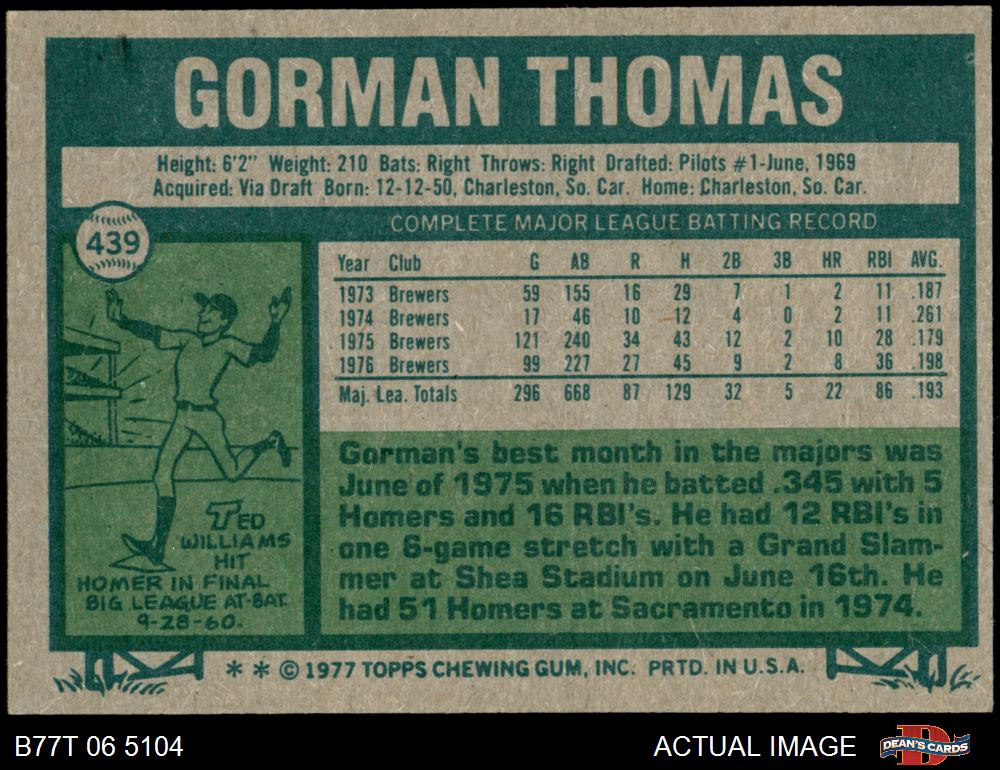 GORMAN THOMAS
Height: 6'2" Weight: 210 Bats: Right Throws: Right Drafted: Pilots #1-June, 1969
Acquired: Via Draft Born: 12-12-50, Charleston, So. Car. Home: Charleston, So. Car.
439
COMPLETE MAJOR LEAGUE BATTING RECORD
Year Club G AB R H 2B 3B HR RBI AVG.
1973 Brewers 59 155 16 29 7 1 2 11 .187
1974 Brewers 17 46 10 12 4 0 2 11 .261
1975 Brewers 121 240 34 43 12 2 10 28 .179
1976 Brewers 99 227 27 45 9 2 8 36 .198
Maj. Lea. Totals 296 668 87 129 32 5 22 86 .193
TED
WILLIAMS
HIT
HOMER IN FINAL
BIG LEAGUE AT-BAT.
9-28-60.
Gorman's best month in the majors was
June of 1975 when he batted .345 with 5
Homers and 16 RBI's. He had 12 RBI's in
one 6-game stretch with a Grand Slam-
mer at Shea Stadium on June 16th. He
had 51 Homers at Sacramento in 1974.
* * © 1977 TOPPS CHEWING GUM, INC. PRTD. IN U.S.A.
B77T 06 5104
ACTUAL IMAGE
D
DEAN'S CARDS